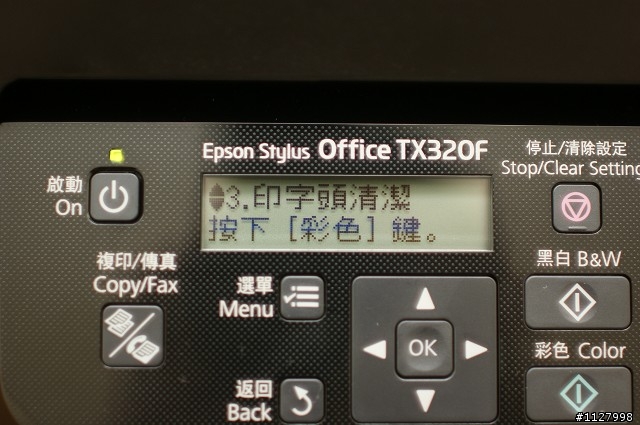 Epson Stylus Office TX320F
啟動
On
3.印字頭清潔
按下［彩色］鍵。
停止/清除設定
Stop/Clear Setting
複印/傳真
Copy/Fax
選單
Menu
OK
返回
Back
黑白 B&W
彩色 Color
#1127998